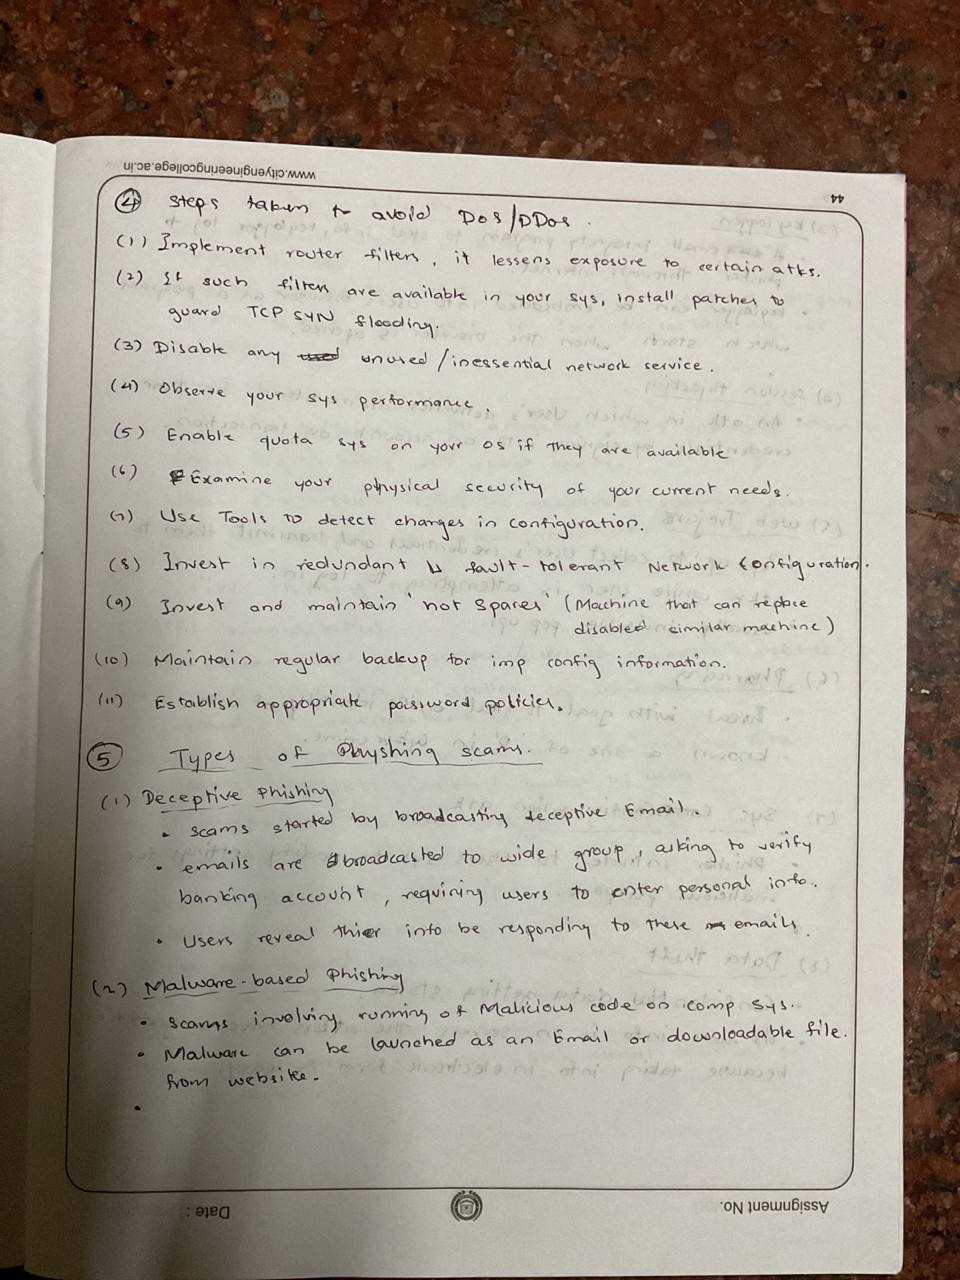 www.cityengineeringcollege.ac.in
44
4 steps taken to avoid DoS/DDos.
(1) Implement router filters, it lessens exposure to certain atks.
(2) If such filters are available in your sys, install patches to
guard TCP SYN flooding.
(3) Disable any used unused/inessential network service.
(4) Observe your sys performance.
(5) Enable quota sys on your OS if they are available
(6) Examine your physical security of your current needs.
(7) Use Tools to detect changes in configuration.
(8) Invest in redundant & fault-tolerant Network Configuration.
(9) Invest and maintain 'hot spares' (Machine that can replace
disabled similar machine)
(10) Maintain regular backup for imp config information.
(11) Establish appropriate password policies.
5 Types of Physhing scams.
(1) Deceptive Phishing
• Scams started by broadcasting deceptive Email.
• emails are broadcasted to wide group, asking to verify
banking account, requiring users to enter personal info.
• Users reveal thier info be responding to these emails.
(2) Malware-based Phishing
• scams involving running of Malicious code on comp sys.
• Malware can be launched as an Email or downloadable file.
from website.
•
Date :
Assignment No.